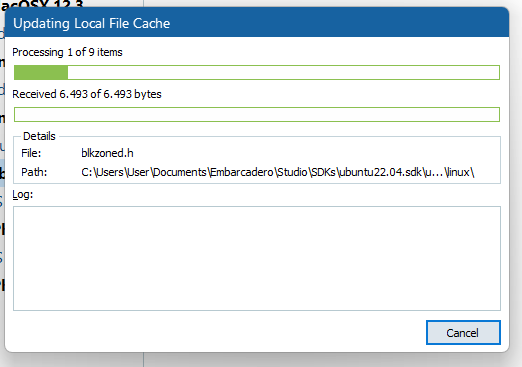 acOSX 12.3
Updating Local File Cache
Processing 1 of 9 items
Received 6.493 of 6.493 bytes
Details
File: blkzoned.h
Path: C:\Users\User\Documents\Embarcadero\Studio\SDKs\ubuntu22.04.sdk\u...\linux\
Log:
Cancel